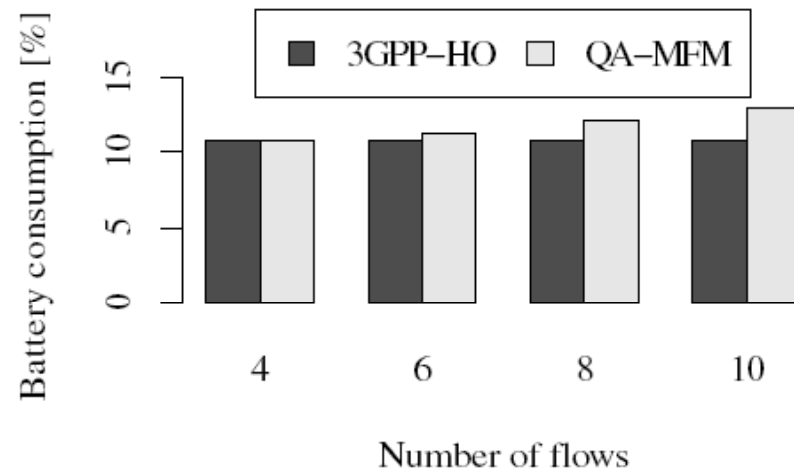 3GPP–HO QA–MFM
Battery consumption [%]
15
10
5
0
4 6 8 10
Number of flows